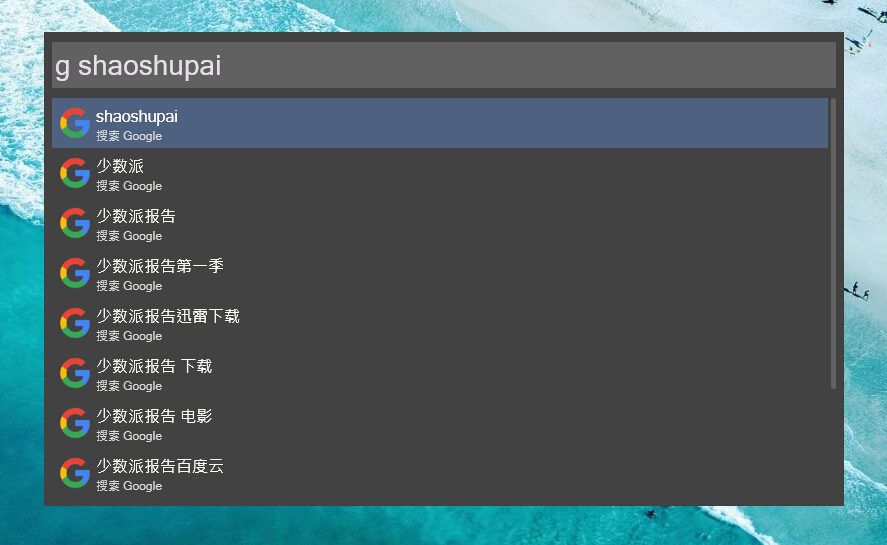 g shaoshupai
shaoshupai
搜索 Google
少数派
搜索 Google
少数派报告
搜索 Google
少数派报告第一季
搜索 Google
少数派报告迅雷下载
搜索 Google
少数派报告 下载
搜索 Google
少数派报告 电影
搜索 Google
少数派报告百度云
搜索 Google